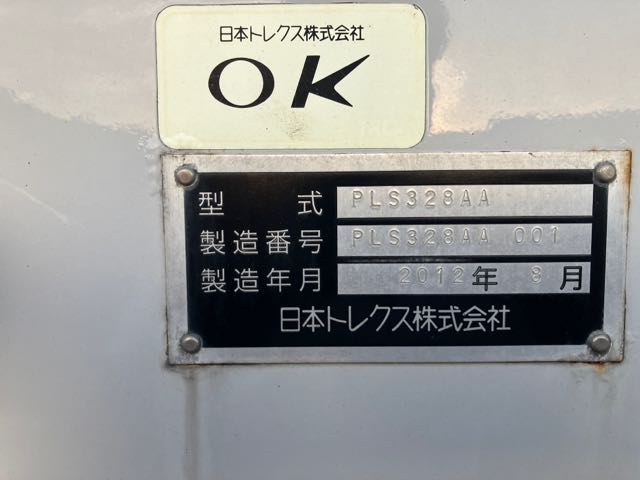 日本トレクス株式会社
OK
型式 PLS328AA
製造番号 PLS328AA 001
製造年月 2012年 8月
日本トレクス株式会社